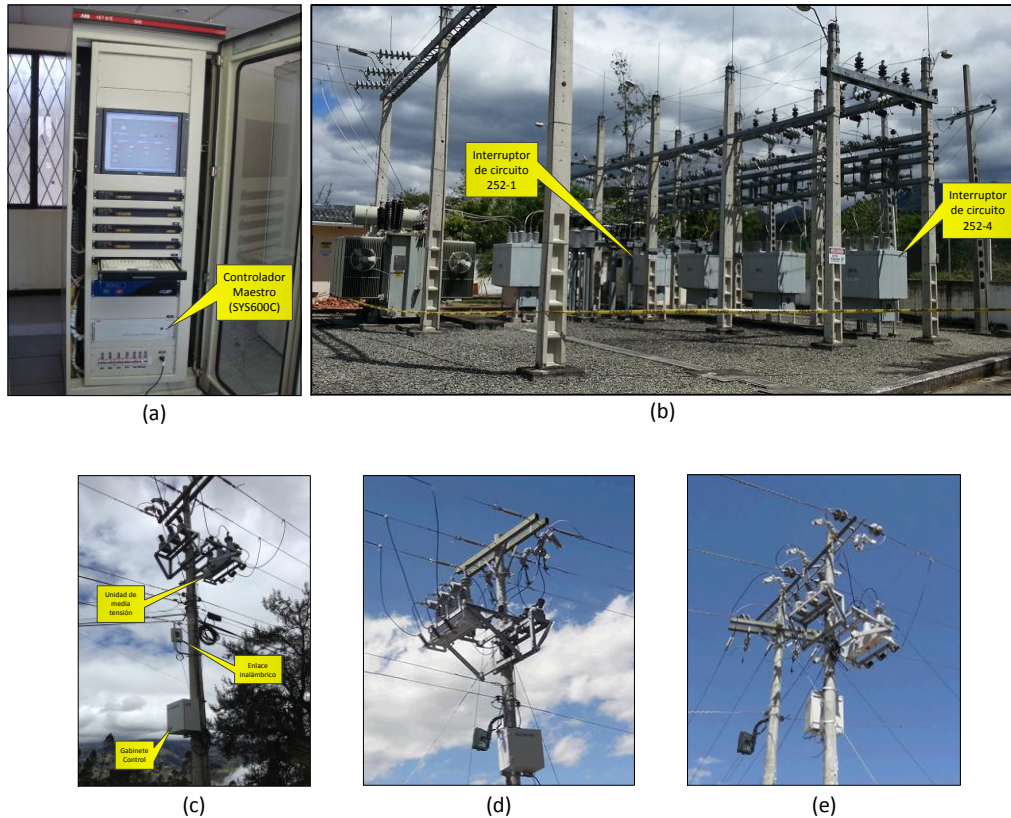 ABB
Controlador
Maestro
(SYS600C)
(a)
Interruptor
de circuito
252-1
Interruptor
de circuito
252-4
(b)
Unidad de
media
tensión
Enlace
inalámbrico
Gabinete
Control
(c)
(d)
(e)